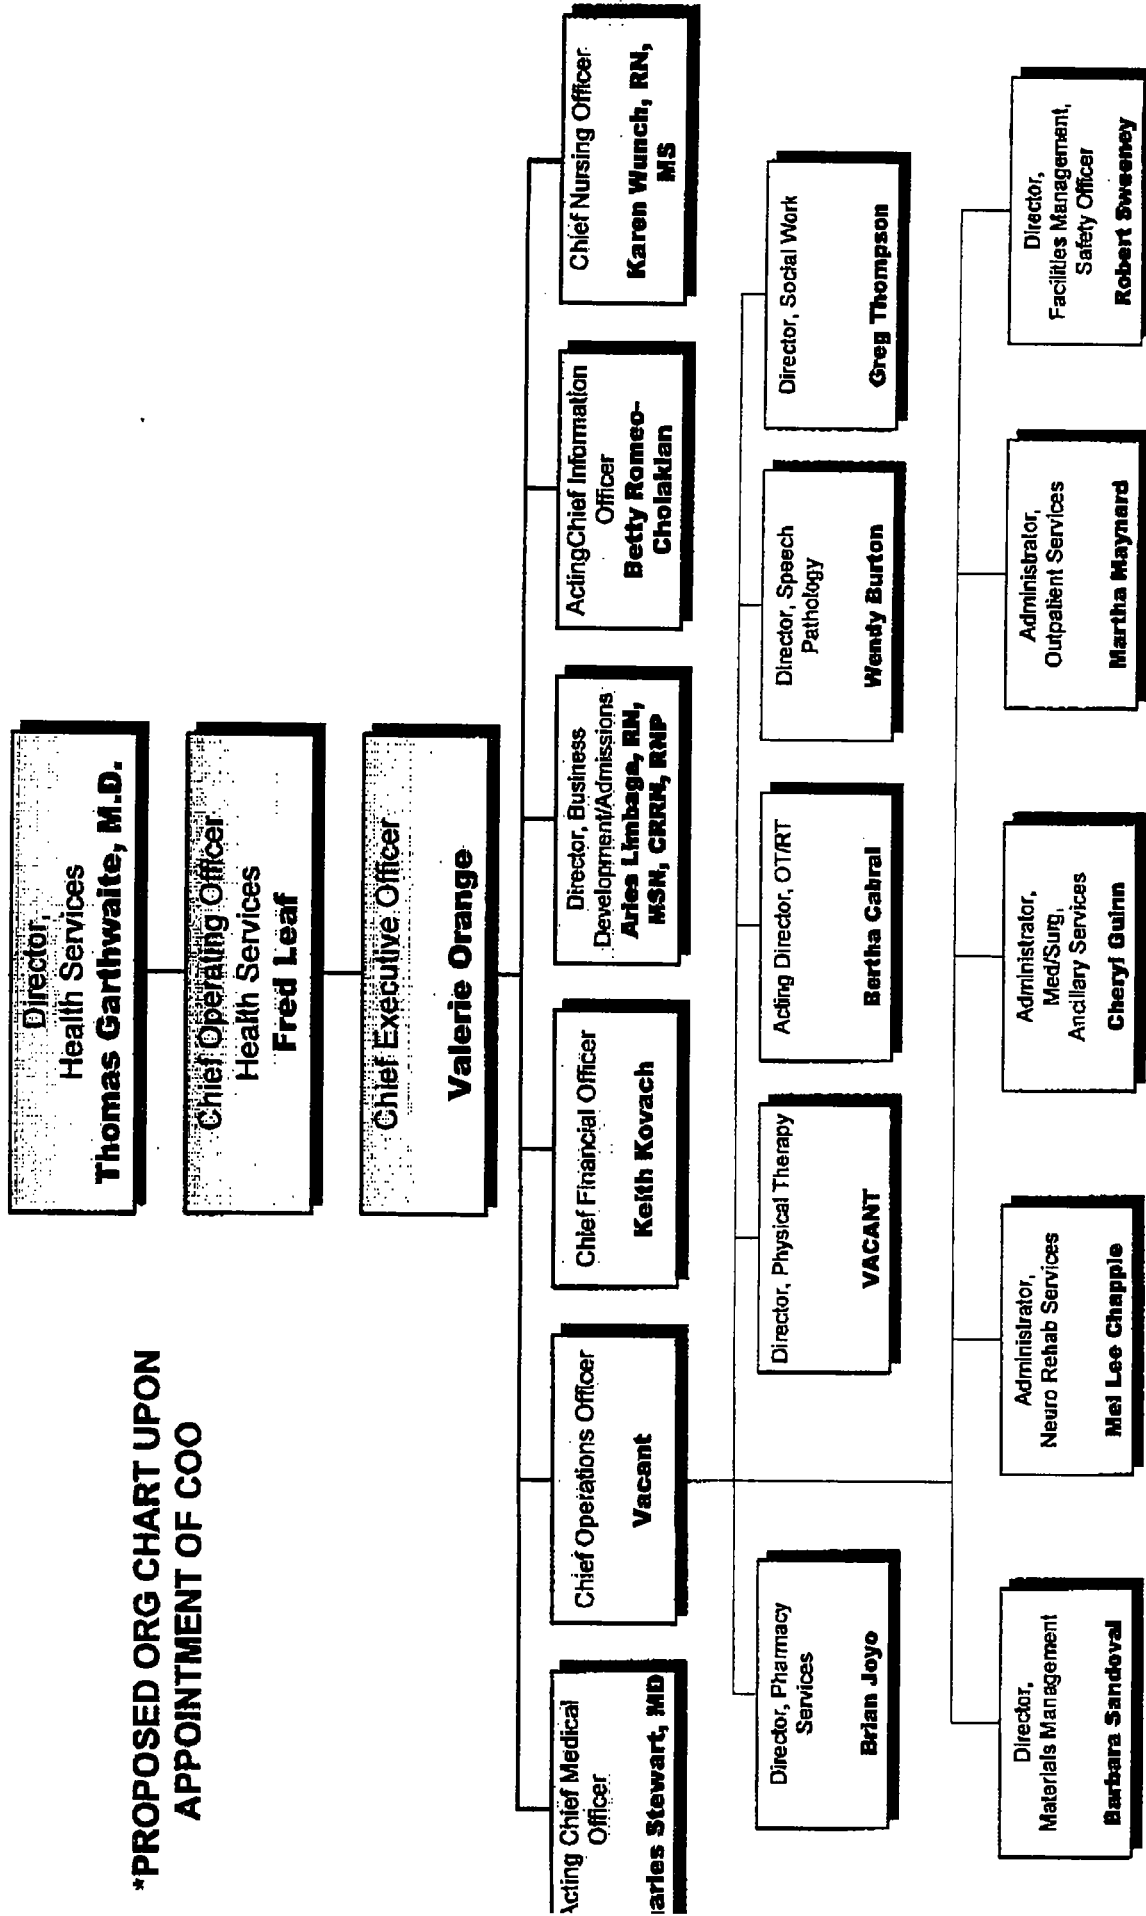 *PROPOSED ORG CHART UPON
APPOINTMENT OF COO
Director,
Health Services
Thomas Garthwaite, M.D.
Chief Operating Officer
Health Services
Fred Leaf
Chief Executive Officer
Valerie Orange
Acting Chief Medical
Officer
arles Stewart, MD
Chief Operations Officer
Vacant
Chief Financial Officer
Keith Kovach
Director, Business
Development/Admissions
Aries Limbaga, RN,
MSN, CRRN, RNP
ActingChief Information
Officer
Betty Romeo-
Cholakian
Chief Nursing Officer
Karen Wunch, RN,
MS
Director, Pharmacy
Services
Brian Joyo
Director, Physical Therapy
VACANT
Acting Director, OT/RT
Bertha Cabral
Director, Speech
Pathology
Wendy Burton
Director, Social Work
Greg Thompson
Director,
Materials Management
Barbara Sandoval
Administrator,
Neuro Rehab Services
Mei Lee Chapple
Administrator,
Med/Surg,
Ancillary Services
Cheryl Guinn
Administrator,
Outpatient Services
Martha Maynard
Director,
Facilities Management,
Safety Officer
Robert Sweeney